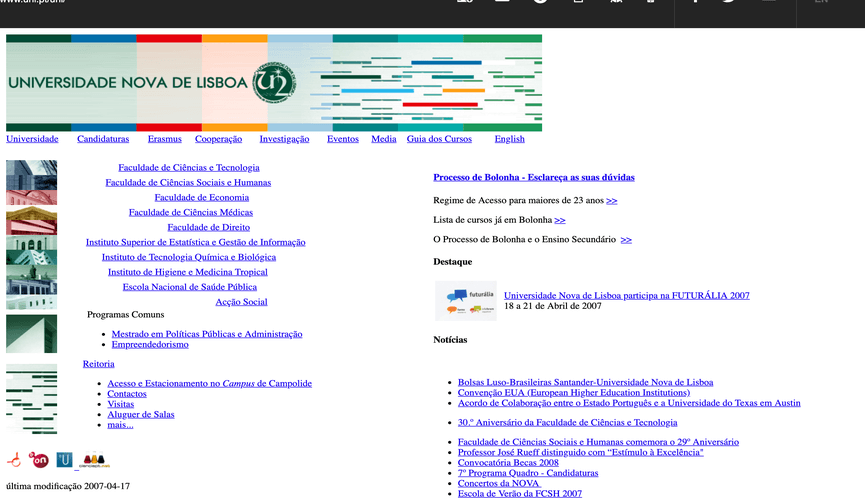 www.unl.pt/unl/
EN
UNIVERSIDADE NOVA DE LISBOA
Universidade Candidaturas Erasmus Cooperação Investigação Eventos Media Guia dos Cursos English
Faculdade de Ciências e Tecnologia
Faculdade de Ciências Sociais e Humanas
Faculdade de Economia
Faculdade de Ciências Médicas
Faculdade de Direito
Instituto Superior de Estatística e Gestão de Informação
Instituto de Tecnologia Química e Biológica
Instituto de Higiene e Medicina Tropical
Escola Nacional de Saúde Pública
Acção Social
Programas Comuns
Mestrado em Políticas Públicas e Administração
Empreendedorismo
Reitoria
Acesso e Estacionamento no Campus de Campolide
Contactos
Visitas
Aluguer de Salas
mais...
última modificação 2007-04-17
Processo de Bolonha - Esclareça as suas dúvidas
Regime de Acesso para maiores de 23 anos >>
Lista de cursos já em Bolonha >>
O Processo de Bolonha e o Ensino Secundário >>
Destaque
futurália
Universidade Nova de Lisboa participa na FUTURÁLIA 2007
18 a 21 de Abril de 2007
Notícias
Bolsas Luso-Brasileiras Santander-Universidade Nova de Lisboa
Convenção EUA (European Higher Education Institutions)
Acordo de Colaboração entre o Estado Português e a Universidade do Texas em Austin
30.º Aniversário da Faculdade de Ciências e Tecnologia
Faculdade de Ciências Sociais e Humanas comemora o 29º Aniversário
Professor José Rueff distinguido com “Estímulo à Excelência"
Convocatória Becas 2008
7º Programa Quadro - Candidaturas
Concertos da NOVA
Escola de Verão da FCSH 2007